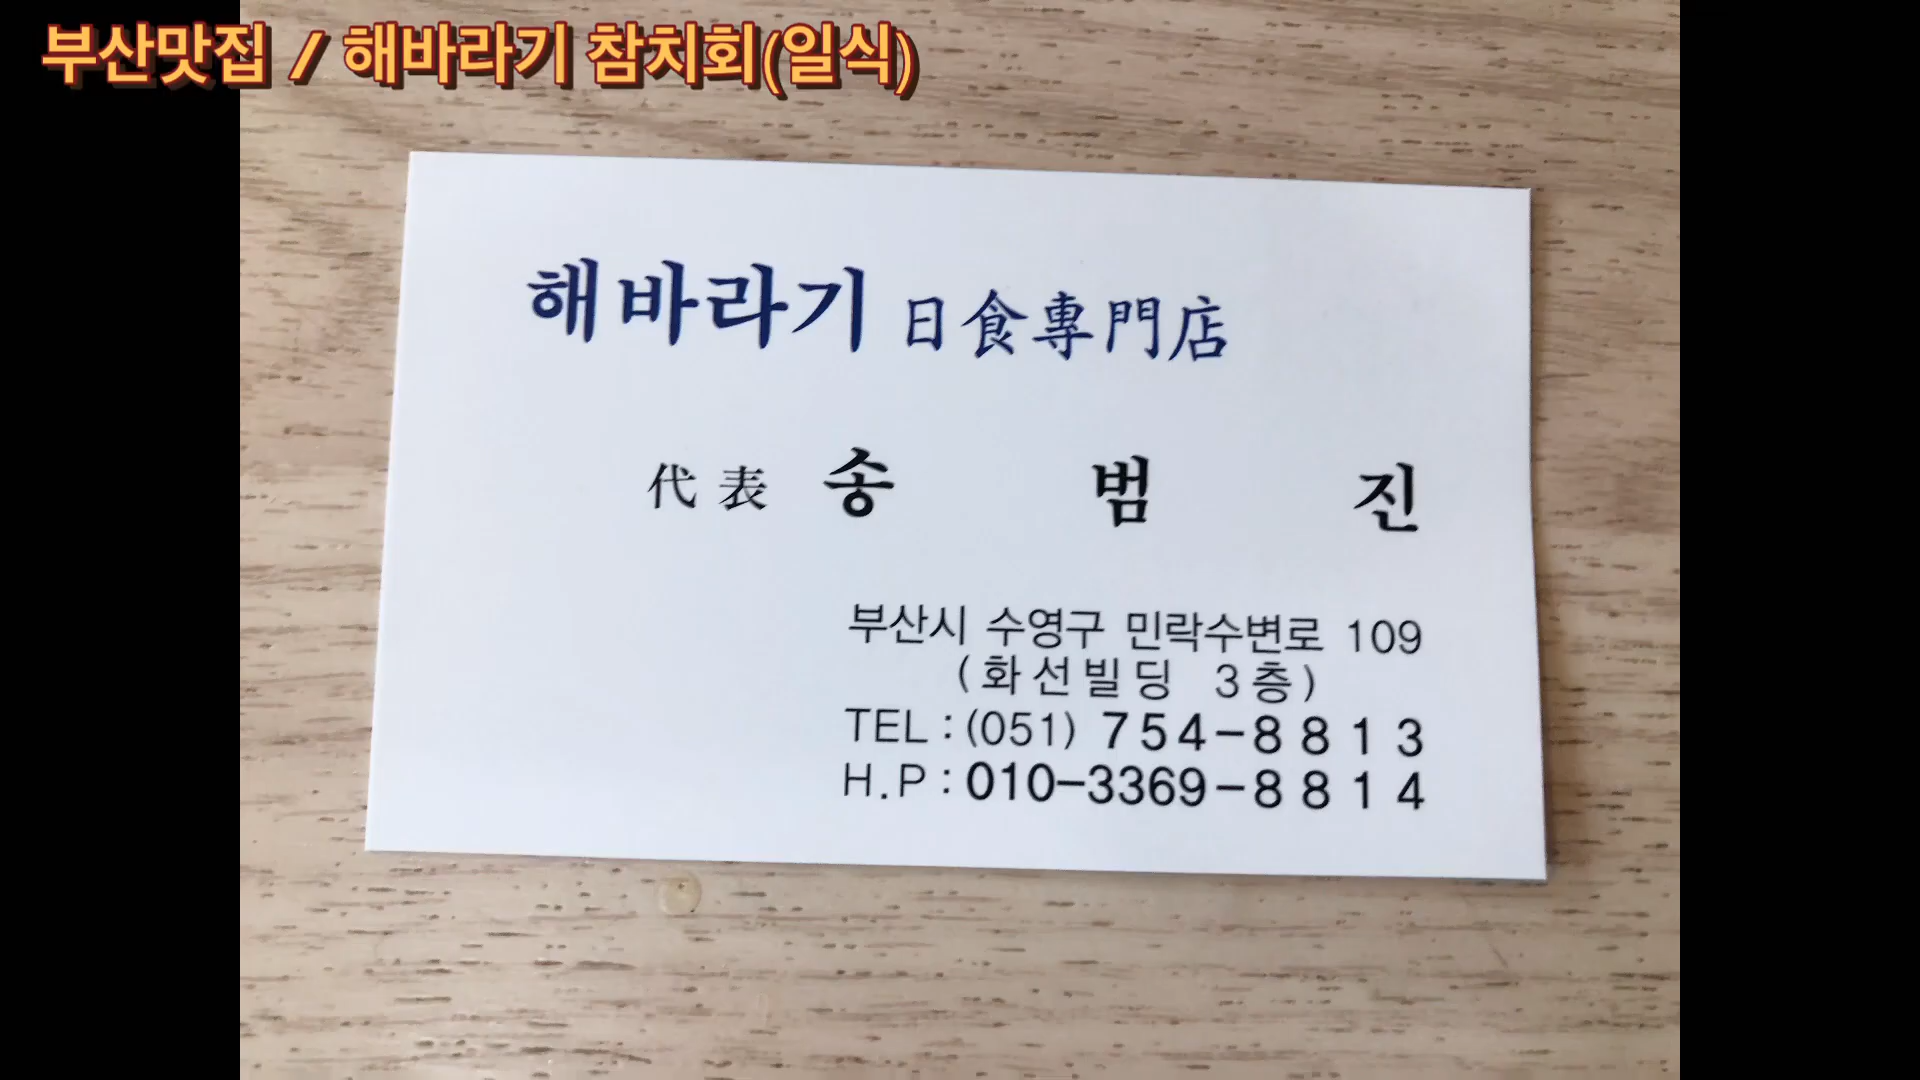 부산맛집 / 해바라기 참치회(일식)
해바라기 日食專門店
代表 송 범 진
부산시 수영구 민락수변로 109
(화선빌딩 3층)
TEL : (051) 754-8813
H.P : 010-3369-8814